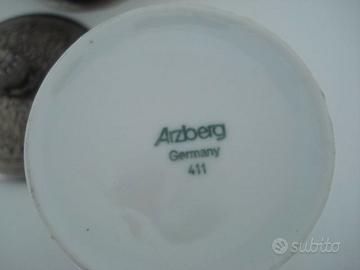 Arzberg
Germany
411
subito